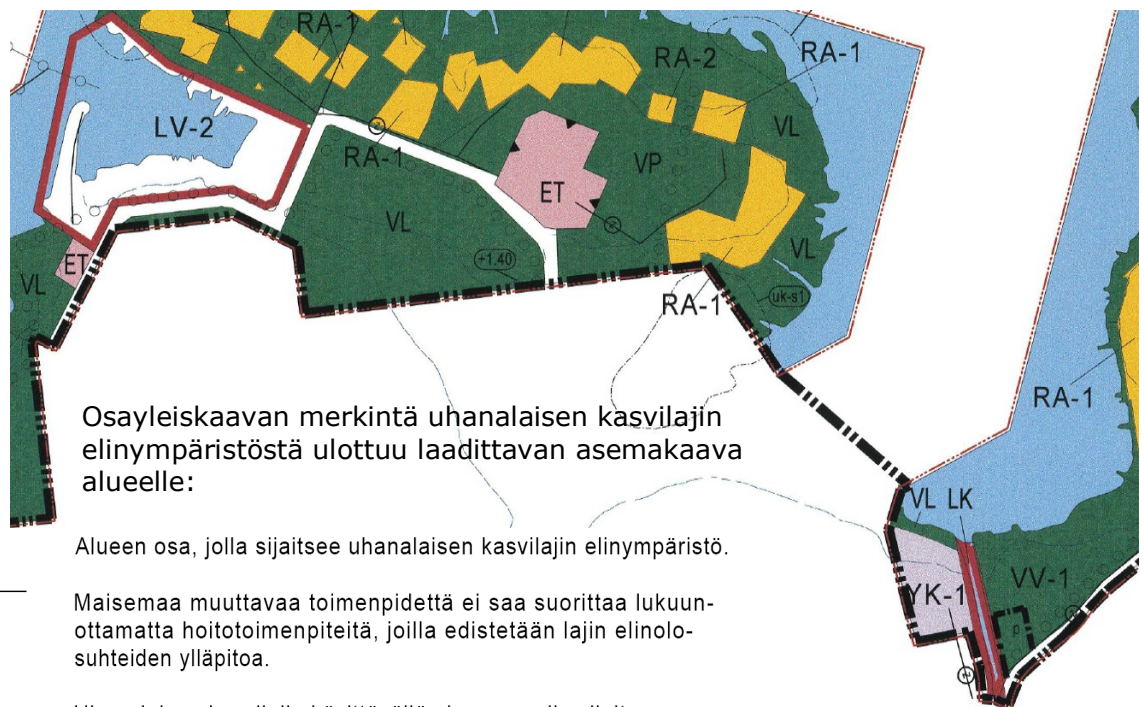 RA-1
RA-2
RA-1
LV-2
VL
RA-1
ET
VP
VL
VL
ET
+1.40
VL
RA-1
uk-s1
RA-1
Osayleiskaavan merkintä uhanalaisen kasvilajin
elinympäristöstä ulottuu laadittavan asemakaava
alueelle:
VL LK
Alueen osa, jolla sijaitsee uhanalaisen kasvilajin elinympäristö.
VV-1
YK-1
Maisemaa muuttavaa toimenpidettä ei saa suorittaa lukuun-
ottamatta hoitotoimenpiteitä, joilla edistetään lajin elinolo-
suhteiden ylläpitoa.